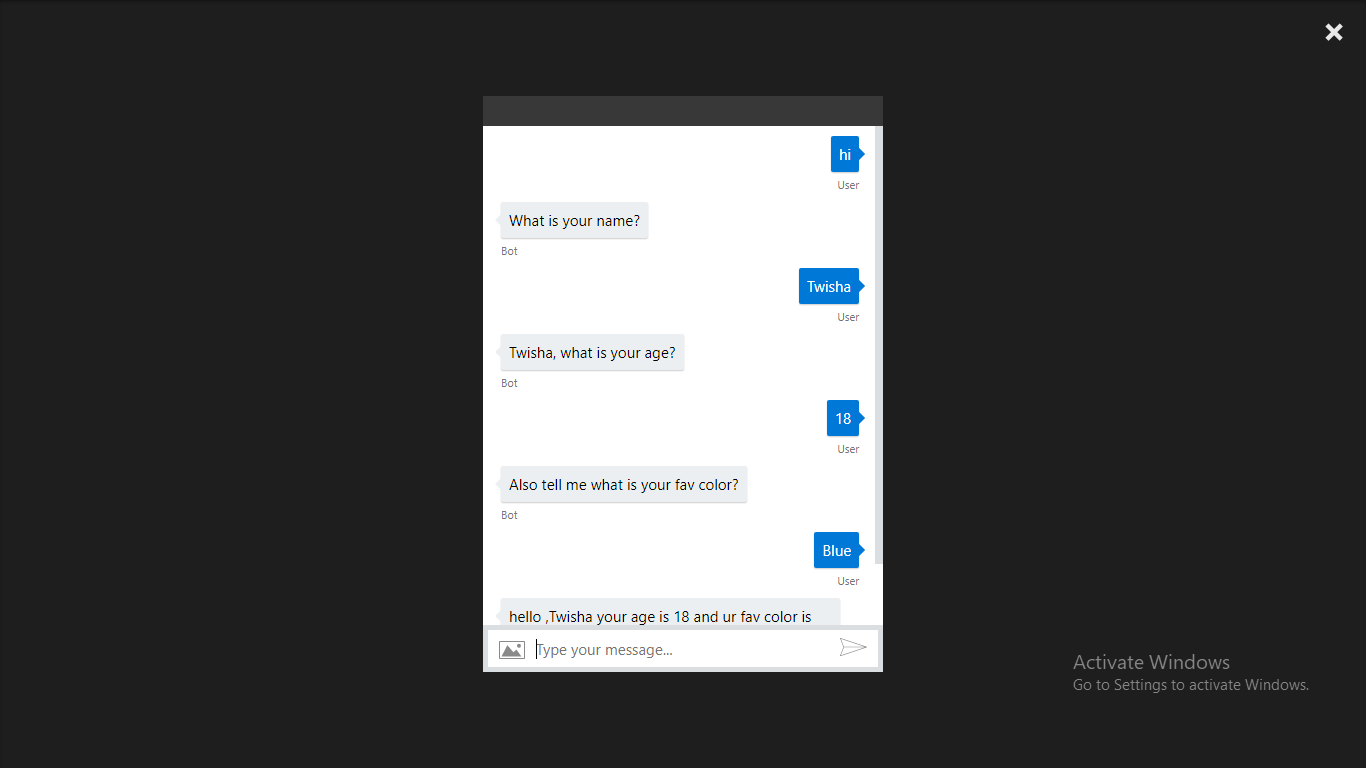 hi
User
What is your name?
Bot
Twisha
User
Twisha, what is your age?
Bot
18
User
Also tell me what is your fav color?
Bot
Blue
User
hello ,Twisha your age is 18 and ur fav color is
Type your message...
Activate Windows
Go to Settings to activate Windows.